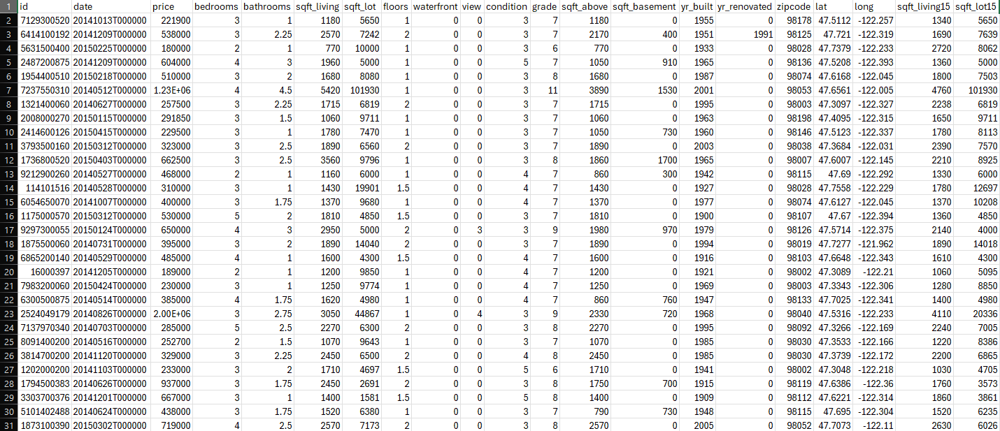 1 id date price bedrooms bathrooms sqft_living sqft_lot floors waterfront view condition grade sqft_above sqft_basement yr_built yr_renovated zipcode lat long sqft_living15 sqft_lot15
2 7129300520 20141013T000000 221900 3 1 1180 5650 1 0 0 3 7 1180 0 1955 0 98178 47.5112 -122.257 1340 5650
3 6414100192 20141209T000000 538000 3 2.25 2570 7242 2 0 0 3 7 2170 400 1951 1991 98125 47.721 -122.319 1690 7639
4 5631500400 20150225T000000 180000 2 1 770 10000 1 0 0 3 6 770 0 1933 0 98028 47.7379 -122.233 2720 8062
5 2487200875 20141209T000000 604000 4 3 1960 5000 1 0 0 5 7 1050 910 1965 0 98136 47.5208 -122.393 1360 5000
6 1954400510 20150218T000000 510000 3 2 1680 8080 1 0 0 3 8 1680 0 1987 0 98074 47.6168 -122.045 1800 7503
7 7237550310 20140512T000000 1.23E+06 4 4.5 5420 101930 1 0 0 3 11 3890 1530 2001 0 98053 47.6561 -122.005 4760 101930
8 1321400060 20140627T000000 257500 3 2.25 1715 6819 2 0 0 3 7 1715 0 1995 0 98003 47.3097 -122.327 2238 6819
9 2008000270 20150115T000000 291850 3 1.5 1060 9711 1 0 0 3 7 1060 0 1963 0 98198 47.4095 -122.315 1650 9711
10 2414600126 20150415T000000 229500 3 1 1780 7470 1 0 0 3 7 1050 730 1960 0 98146 47.5123 -122.337 1780 8113
11 3793500160 20150312T000000 323000 3 2.5 1890 6560 2 0 0 3 7 1890 0 2003 0 98038 47.3684 -122.031 2390 7570
12 1736800520 20150403T000000 662500 3 2.5 3560 9796 1 0 0 3 8 1860 1700 1965 0 98007 47.6007 -122.145 2210 8925
13 9212900260 20140527T000000 468000 2 1 1160 6000 1 0 0 4 7 860 300 1942 0 98115 47.69 -122.292 1330 6000
14 114101516 20140528T000000 310000 3 1 1430 19901 1.5 0 0 4 7 1430 0 1927 0 98028 47.7558 -122.229 1780 12697
15 6054650070 20141007T000000 400000 3 1.75 1370 9680 1 0 0 4 7 1370 0 1977 0 98074 47.6127 -122.045 1370 10208
16 1175000570 20150312T000000 530000 5 2 1810 4850 1.5 0 0 3 7 1810 0 1900 0 98107 47.67 -122.394 1360 4850
17 9297300055 20150124T000000 650000 4 3 2950 5000 2 0 3 3 9 1980 970 1979 0 98126 47.5714 -122.375 2140 4000
18 1875500060 20140731T000000 395000 3 2 1890 14040 2 0 0 3 7 1890 0 1994 0 98019 47.7277 -121.962 1890 14018
19 6865200140 20140529T000000 485000 4 1 1600 4300 1.5 0 0 4 7 1600 0 1916 0 98103 47.6648 -122.343 1610 4300
20 16000397 20141205T000000 189000 2 1 1200 9850 1 0 0 4 7 1200 0 1921 0 98002 47.3089 -122.21 1060 5095
21 7983200060 20150424T000000 230000 3 1 1250 9774 1 0 0 4 7 1250 0 1969 0 98003 47.3343 -122.306 1280 8850
22 6300500875 20140514T000000 385000 4 1.75 1620 4980 1 0 0 4 7 860 760 1947 0 98133 47.7025 -122.341 1400 4980
23 2524049179 20140826T000000 2.00E+06 3 2.75 3050 44867 1 0 4 3 9 2330 720 1968 0 98040 47.5316 -122.233 4110 20336
24 7137970340 20140703T000000 285000 5 2.5 2270 6300 2 0 0 3 8 2270 0 1995 0 98092 47.3266 -122.169 2240 7005
25 8091400200 20140516T000000 252700 2 1.5 1070 9643 1 0 0 3 7 1070 0 1985 0 98030 47.3533 -122.166 1220 8386
26 3814700200 20141120T000000 329000 3 2.25 2450 6500 2 0 0 4 8 2450 0 1985 0 98030 47.3739 -122.172 2200 6865
27 1202000200 20141103T000000 233000 3 2 1710 4697 1.5 0 0 5 6 1710 0 1941 0 98002 47.3048 -122.218 1030 4705
28 1794500383 20140626T000000 937000 3 1.75 2450 2691 2 0 0 3 8 1750 700 1915 0 98119 47.6386 -122.36 1760 3573
29 3303700376 20141201T000000 667000 3 1 1400 1581 1.5 0 0 5 8 1400 0 1909 0 98112 47.6221 -122.314 1860 3861
30 5101402488 20140624T000000 438000 3 1.75 1520 6380 1 0 0 3 7 790 730 1948 0 98115 47.695 -122.304 1520 6235
31 1873100390 20150302T000000 719000 4 2.5 2570 7173 2 0 0 3 8 2570 0 2005 0 98052 47.7073 -122.11 2630 6026